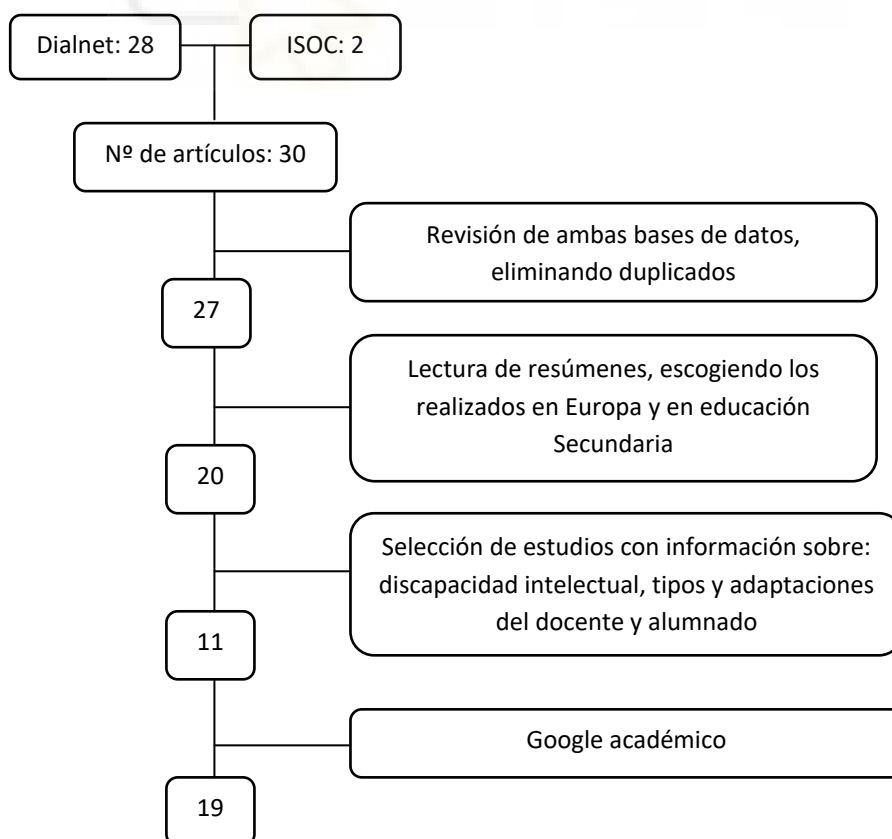 Dialnet: 28
ISOC: 2
Nº de artículos: 30
Revisión de ambas bases de datos,
eliminando duplicados
27
Lectura de resúmenes, escogiendo los
realizados en Europa y en educación
Secundaria
20
Selección de estudios con información sobre:
discapacidad intelectual, tipos y adaptaciones
del docente y alumnado
11
Google académico
19